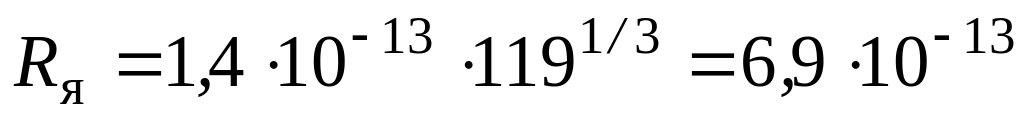 Rя =1,4 ·10^{-13} ·119^{1/3} =6,9 ·10^{-13}